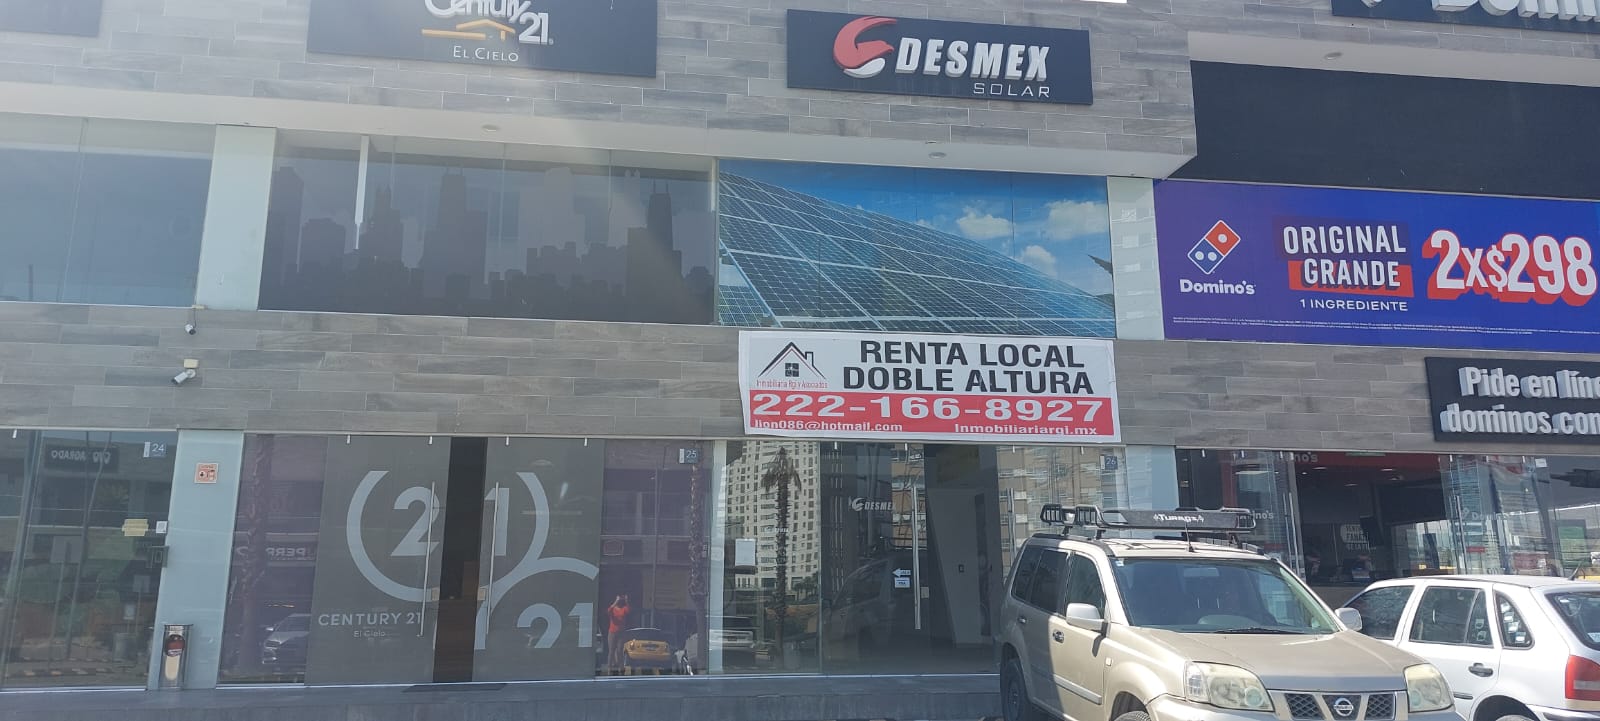 Century 21
EL CIELO
DESMEX
SOLAR
Domino's
ORIGINAL
GRANDE
1 INGREDIENTE
2x$298
RENTA LOCAL
DOBLE ALTURA
222-166-8927
lion086@hotmail.com
Inmobiliariargi.mx
Pide en líne
dominos.com
24
25
26
21
CENTURY 21
El Cielo
21
DESMEX
TURBO